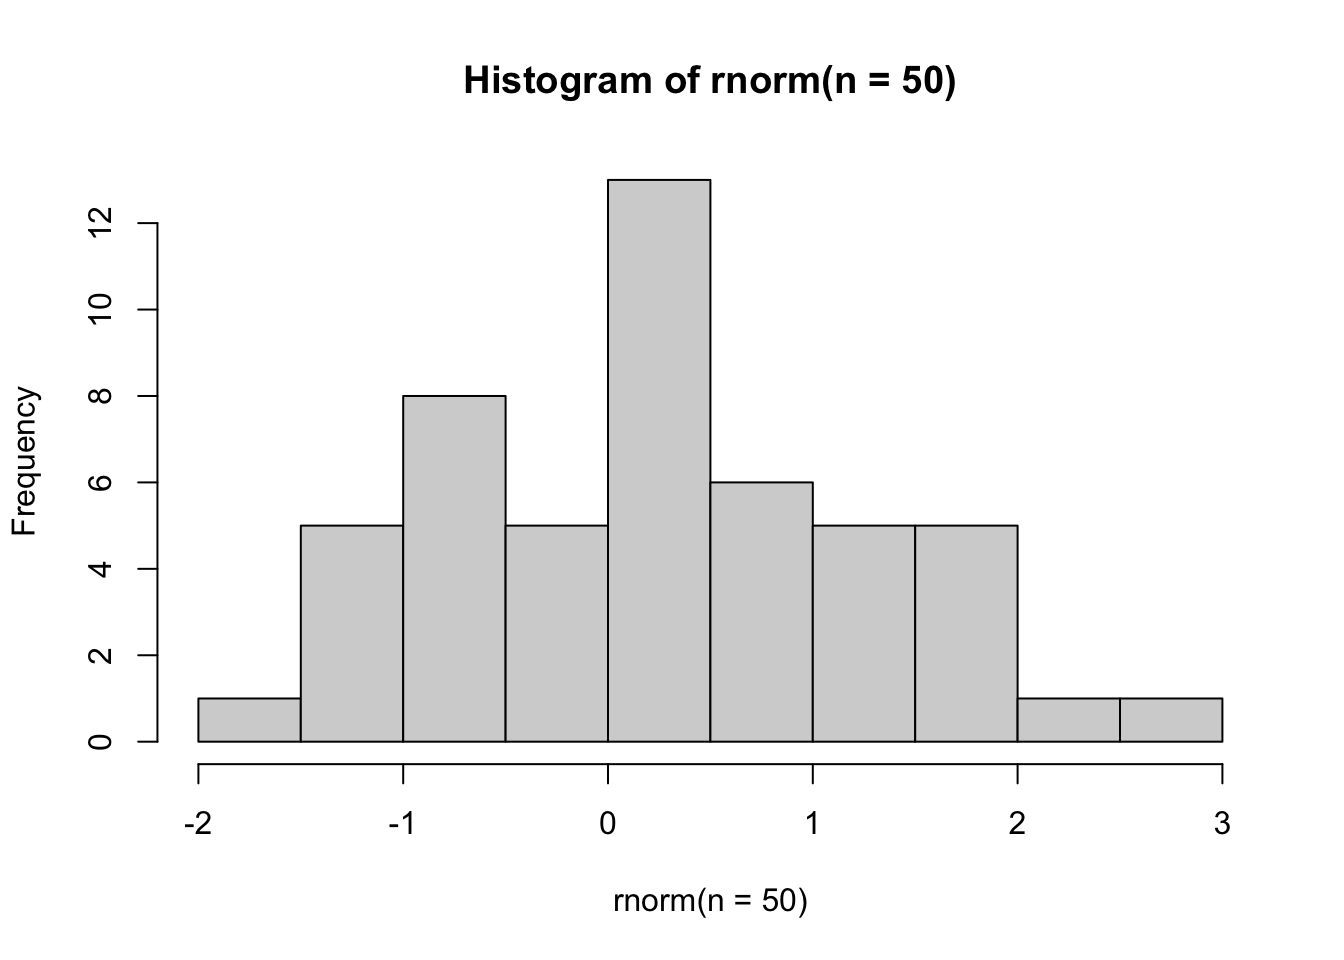 Histogram of rnorm(n = 50)
Frequency
12
10
8
6
4
2
0
-2 -1 0 1 2 3
rnorm(n = 50)